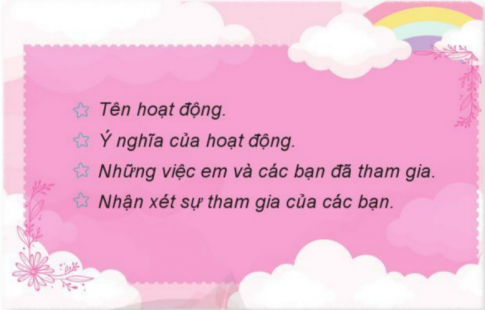 Tên hoạt động.
Ý nghĩa của hoạt động.
Những việc em và các bạn đã tham gia.
Nhận xét sự tham gia của các bạn.